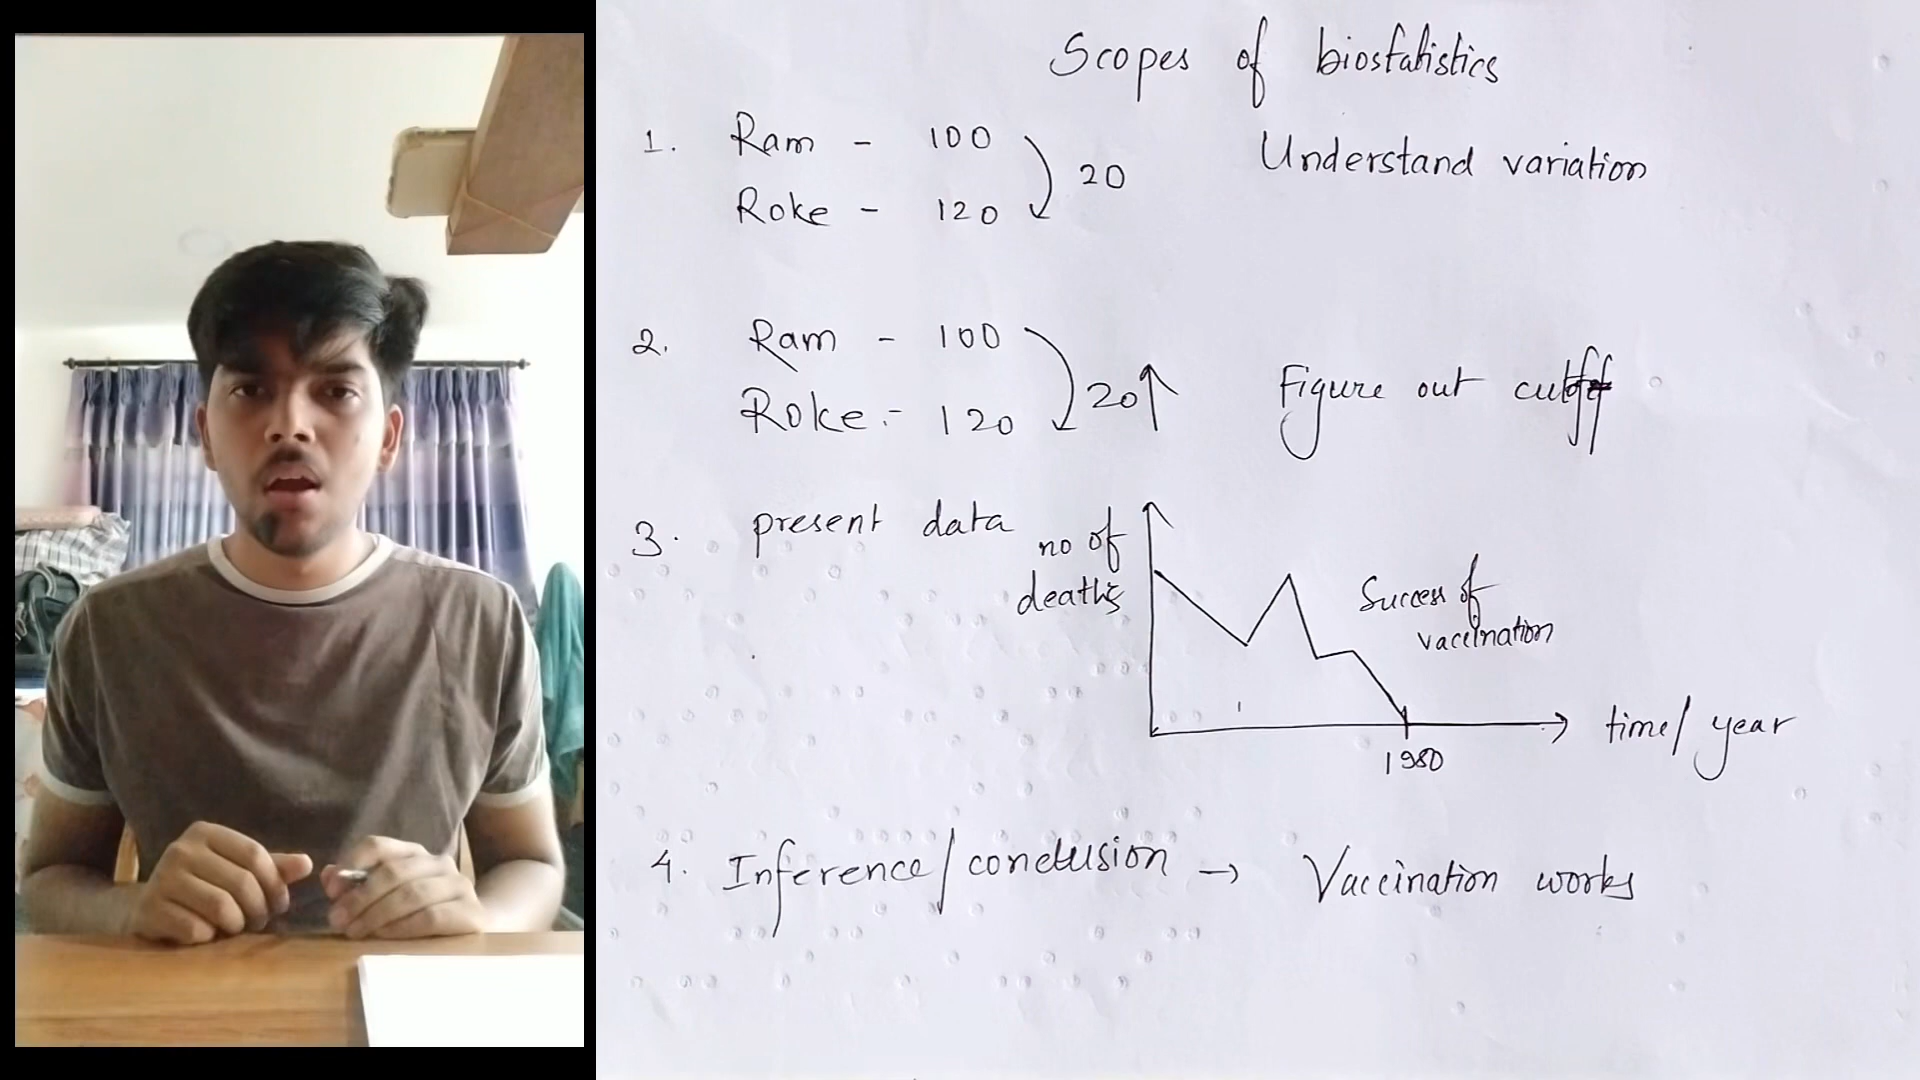 Scopes of biostatistics
1. Ram - 100
Roke - 120
20
Understand variation
2. Ram - 100
Roke - 120
20↑
Figure out cutoff
3. present data
no of
deaths
Success of
vaccination
time/year
1980
4. Inference/conclusion → Vaccination works